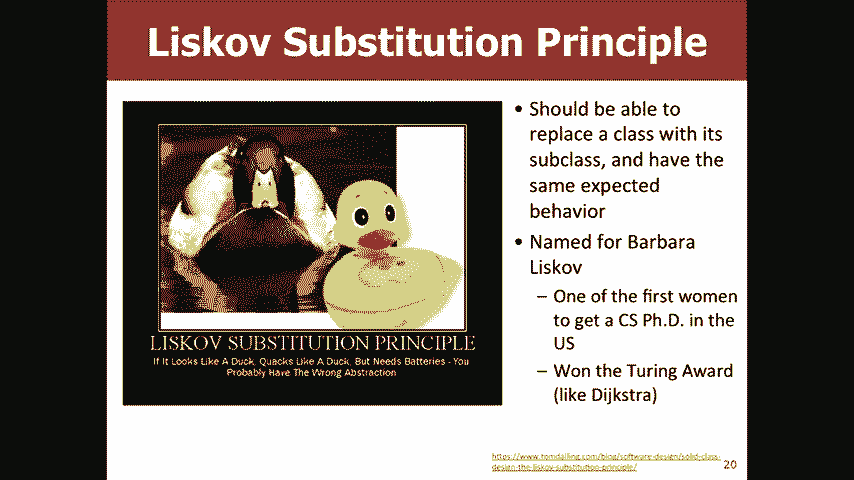 Liskov Substitution Principle
• Should be able to
replace a class with its
subclass, and have the
same expected
behavior
• Named for Barbara
Liskov
– One of the first women
to get a CS Ph.D. in the
US
– Won the Turing Award
(like Dijkstra)
LISKOV SUBSTITUTION PRINCIPLE
If It Looks Like A Duck, Quacks Like A Duck, But Needs Batteries - You
Probably Have The Wrong Abstraction
https://www.tomdalling.com/blog/software-design/solid-class-
design-the-liskov-substitution-principle/
20